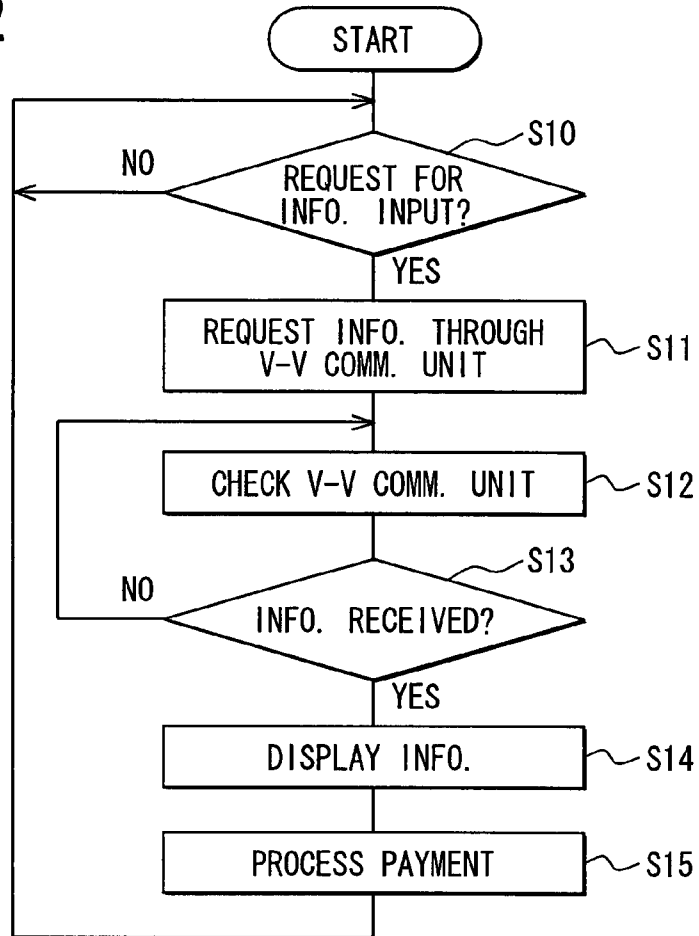 2
START
S10
NO
REQUEST FOR
INFO. INPUT?
YES
REQUEST INFO. THROUGH
V-V COMM. UNIT
S11
CHECK V-V COMM. UNIT
S12
S13
NO
INFO. RECEIVED?
YES
DISPLAY INFO.
S14
PROCESS PAYMENT
S15